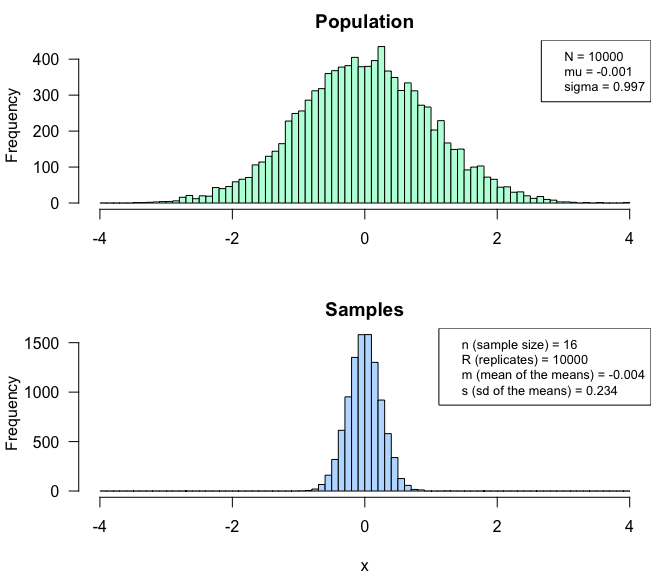 Population
N = 10000
mu = -0.001
sigma = 0.997
Frequency
400
300
200
100
0
-4 -2 0 2 4
Samples
n (sample size) = 16
R (replicates) = 10000
m (mean of the means) = -0.004
s (sd of the means) = 0.234
Frequency
1500
1000
500
0
-4 -2 0 2 4
x